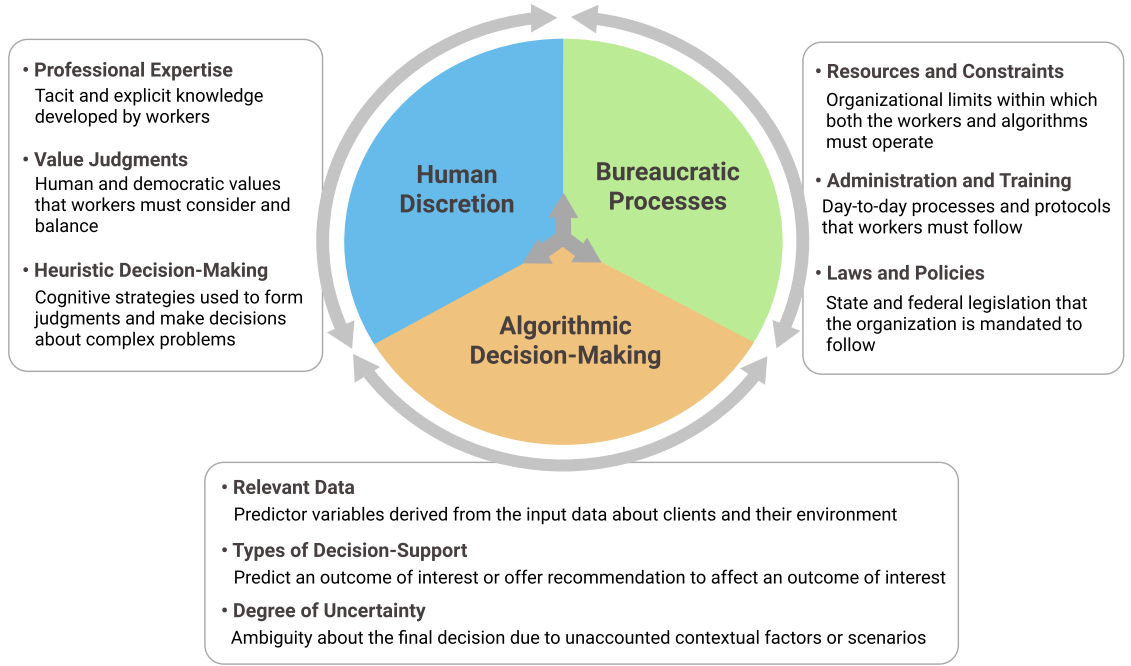 • Professional Expertise
Tacit and explicit knowledge
developed by workers
• Value Judgments
Human and democratic values
that workers must consider and
balance
• Heuristic Decision-Making
Cognitive strategies used to form
judgments and make decisions
about complex problems
Human
Discretion
Bureaucratic
Processes
Algorithmic
Decision-Making
• Resources and Constraints
Organizational limits within which
both the workers and algorithms
must operate
• Administration and Training
Day-to-day processes and protocols
that workers must follow
• Laws and Policies
State and federal legislation that
the organization is mandated to
follow
• Relevant Data
Predictor variables derived from the input data about clients and their environment
• Types of Decision-Support
Predict an outcome of interest or offer recommendation to affect an outcome of interest
• Degree of Uncertainty
Ambiguity about the final decision due to unaccounted contextual factors or scenarios